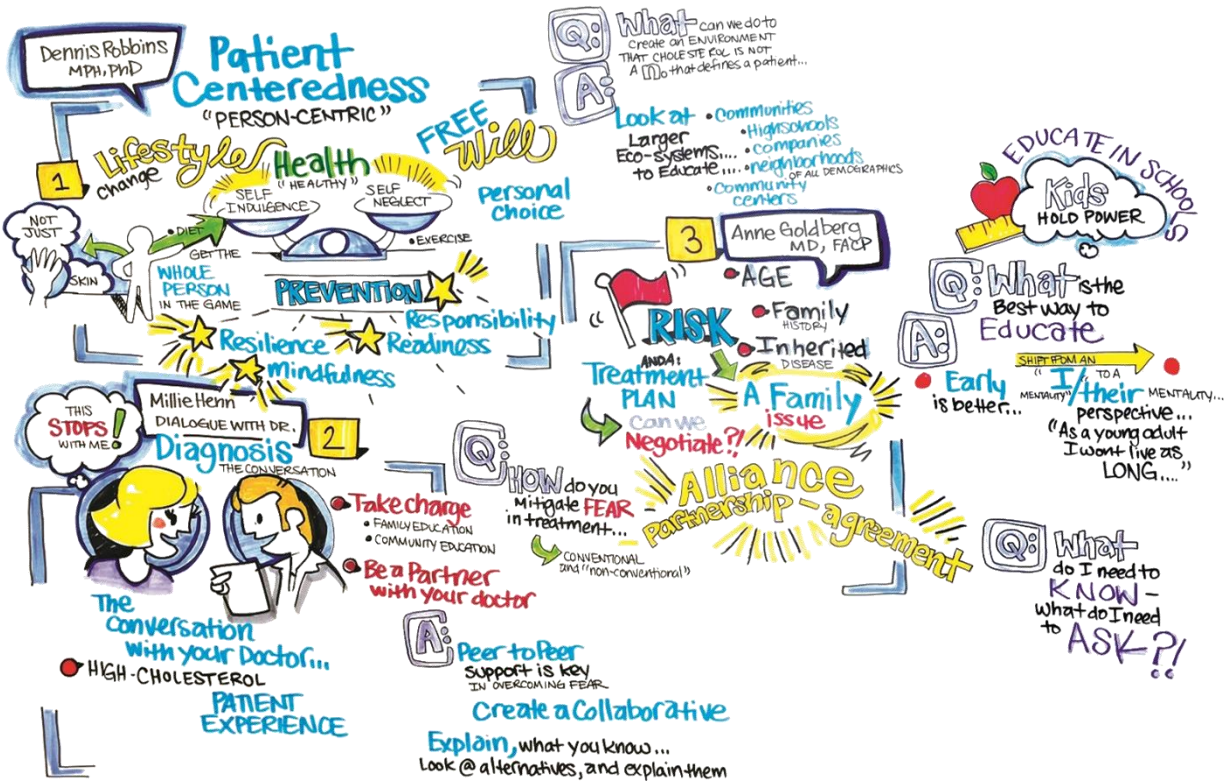 Dennis Robbins
MPH, PhD
Patient
Centeredness
"PERSON-CENTRIC"
1
Lifestyle
change
Health
("HEALTHY")
FREE
Will
SELF
INDULGENCE
SELF
NEGLECT
Personal
choice
NOT
JUST
SKIN
• DIET
• EXERCISE
GET THE
WHOLE
PERSON
IN THE GAME
PREVENTION
Resilience
mindfulness
Responsibility
Readiness
THIS
STOPS!
WITH ME
Millie Henn
DIALOGUE WITH DR.
2
Diagnosis
THE CONVERSATION
• Take charge
• FAMILY EDUCATION
• COMMUNITY EDUCATION
• Be a Partner
with your doctor
The
Conversation
with your Doctor...
• HIGH-CHOLESTEROL
PATIENT
EXPERIENCE
Q:
What can we do to
create an ENVIRONMENT
THAT CHOLESTEROL IS NOT
A no that defines a patient...
A:
Look at
Larger
Eco-systems....
to Educate....
• Communities
• Highschools
• companies
• neighborhoods
OF ALL DEMOGRAPHICS
• community
centers
3
Anne Goldberg
MD, FACP
RISK
• AGE
• Family
HISTORY
• Inherited
DISEASE
AND A:
Treatment
PLAN
can we
Negotiate?!
A Family
issue
Q:
HOW do you
Mitigate FEAR
in treatment...
CONVENTIONAL
and "non-conventional"
Alliance
Partnership - agreement
A:
Peer to Peer
support is key
IN OVERCOMING FEAR
Create a Collaborative
Explain, what you know...
Look @ alternatives, and explain them
EDUCATE IN SCHOOLS
Kids
HOLD POWER
Q:
What is the
Best way to
Educate
A:
• Early
is better...
•
SHIFT FROM AN
"I
MENTALITY"
TO A
/"their
MENTALITY...
perspective...
"As a young adult
I wont live as
LONG...."
Q:
What
do I need to
KNOW -
what do I need
to ASK?!